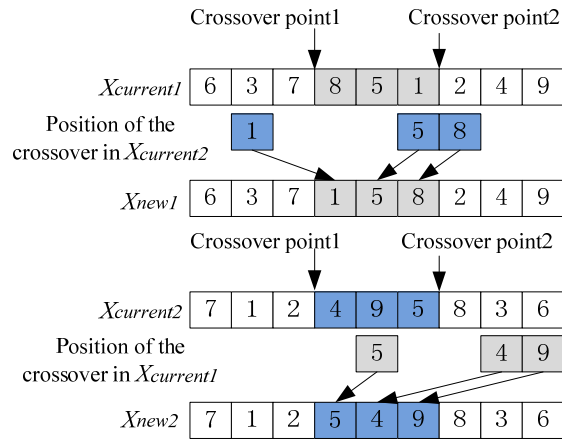 Crossover point1 Crossover point2
Xcurrent1 6 3 7 8 5 1 2 4 9
Position of the
crossover in Xcurrent2
1 5 8
Xnew1 6 3 7 1 5 8 2 4 9
Crossover point1 Crossover point2
Xcurrent2 7 1 2 4 9 5 8 3 6
Position of the
crossover in Xcurrent1
5 4 9
Xnew2 7 1 2 5 4 9 8 3 6